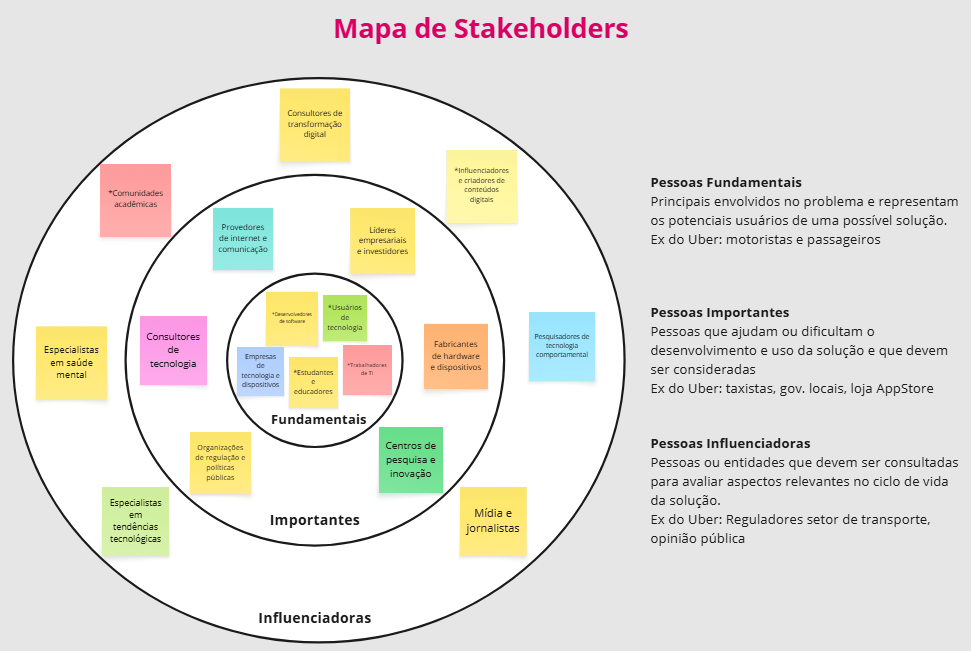 Mapa de Stakeholders
Consultores de
transformação
digital
*Comunidades
acadêmicas
*Influenciadores
e criadores de
conteúdos
digitais
Provedores
de internet e
comunicação
Líderes
empresariais
e investidores
*Desenvolvedores
de software
*Usuários
de
tecnologia
Consultores
de
tecnologia
Fabricantes
de hardware
e dispositivos
Pesquisadores de
tecnologia
comportamental
Especialistas
em saúde
mental
Empresas
de
tecnologia e
dispositivos
*Estudantes
e
educadores
*Trabalhadores
de TI
Fundamentais
Organizações
de regulação e
políticas
públicas
Centros de
pesquisa e
inovação
Especialistas
em
tendências
tecnológicas
Mídia e
jornalistas
Importantes
Influenciadoras
Pessoas Fundamentais
Principais envolvidos no problema e representam
os potenciais usuários de uma possível solução.
Ex do Uber: motoristas e passageiros
Pessoas Importantes
Pessoas que ajudam ou dificultam o
desenvolvimento e uso da solução e que devem
ser consideradas
Ex do Uber: taxistas, gov. locais, loja AppStore
Pessoas Influenciadoras
Pessoas ou entidades que devem ser consultadas
para avaliar aspectos relevantes no ciclo de vida
da solução.
Ex do Uber: Reguladores setor de transporte,
opinião pública